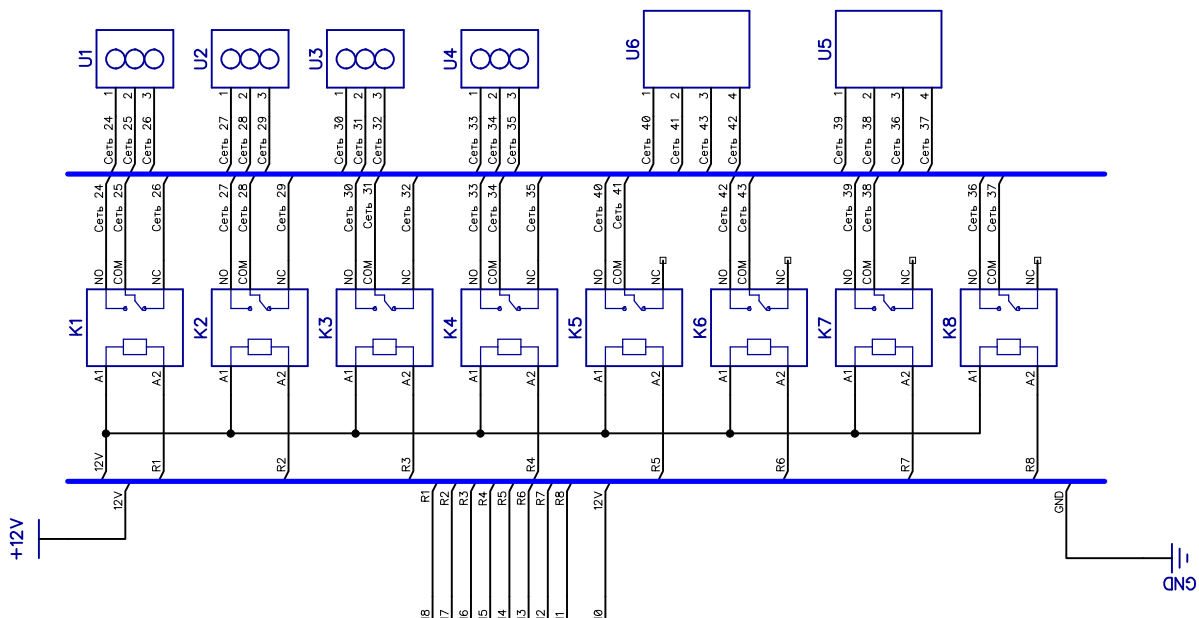 U1
U2
U3
U4
U6
U5
1
2
3
1
2
3
1
2
3
1
2
3
1
2
3
4
1
2
3
4
Сеть 24
Сеть 25
Сеть 26
Сеть 27
Сеть 28
Сеть 29
Сеть 30
Сеть 31
Сеть 32
Сеть 33
Сеть 34
Сеть 35
Сеть 40
Сеть 41
Сеть 43
Сеть 42
Сеть 39
Сеть 38
Сеть 36
Сеть 37
Сеть 24
Сеть 25
Сеть 26
Сеть 27
Сеть 28
Сеть 29
Сеть 30
Сеть 31
Сеть 32
Сеть 33
Сеть 34
Сеть 35
Сеть 40
Сеть 41
Сеть 42
Сеть 43
Сеть 39
Сеть 38
Сеть 36
Сеть 37
NO
COM
NC
NO
COM
NC
NO
COM
NC
NO
COM
NC
NO
COM
NC
NO
COM
NC
NO
COM
NC
NO
COM
NC
K1
K2
K3
K4
K5
K6
K7
K8
A1
A2
A1
A2
A1
A2
A1
A2
A1
A2
A1
A2
A1
A2
A1
A2
12V
R1
R2
R3
R4
R5
R6
R7
R8
12V
R1
R2
R3
R4
R5
R6
R7
R8
12V
GND
+12V
GND